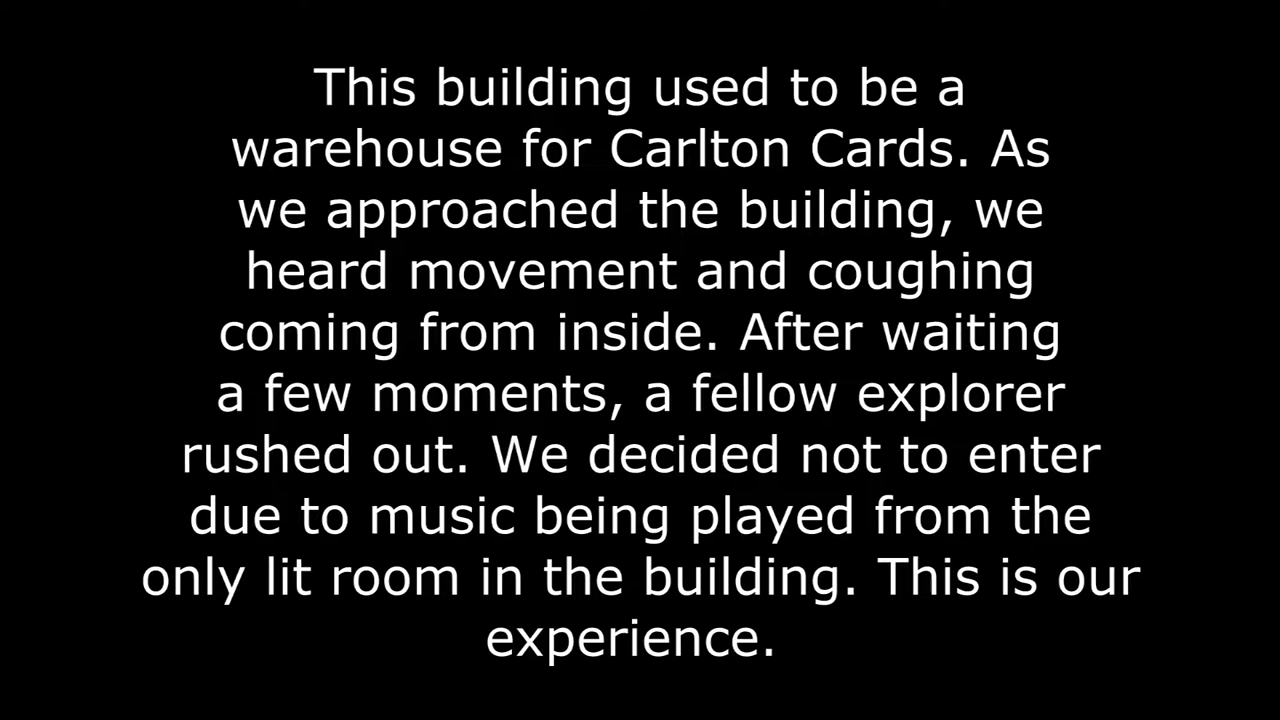 This building used to be a
warehouse for Carlton Cards. As
we approached the building, we
heard movement and coughing
coming from inside. After waiting
a few moments, a fellow explorer
rushed out. We decided not to enter
due to music being played from the
only lit room in the building. This is our
experience.